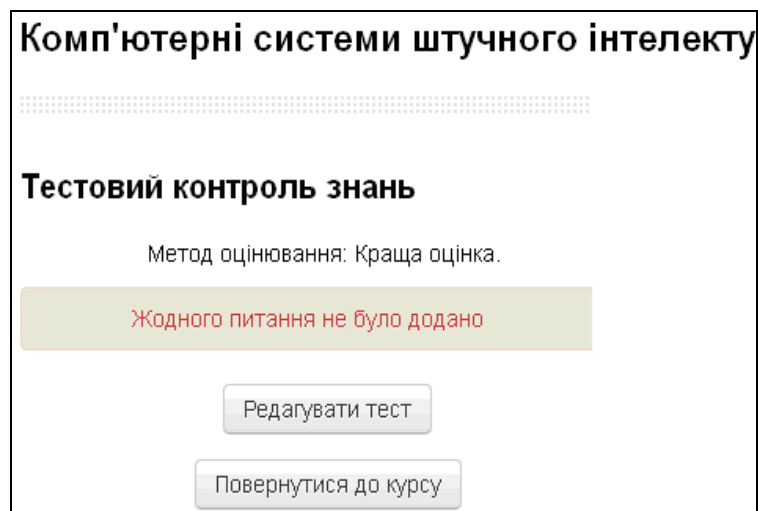 Комп'ютерні системи штучного інтелекту
Тестовий контроль знань
Метод оцінювання: Краща оцінка.
Жодного питання не було додано
Редагувати тест
Повернутися до курсу